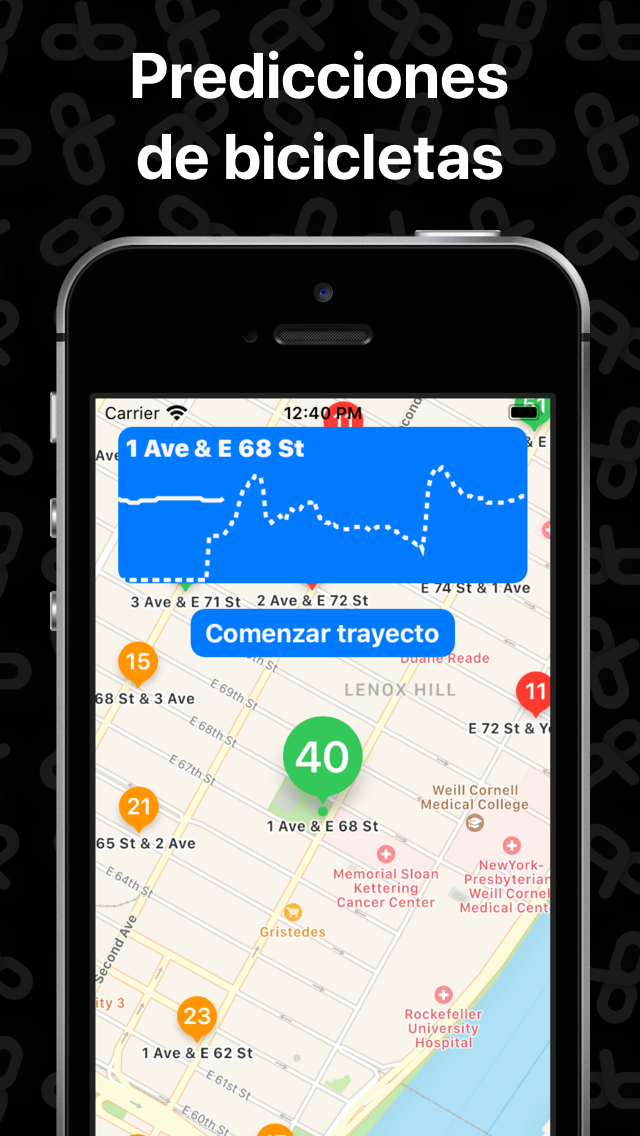 Predicciones
de bicicletas
Carrier
12:40 PM
11
51
1 Ave & E 68 St
3 Ave & E 71 St
2 Ave & E 72 St
E 74 St & 1 Ave
Comenzar trayecto
Duane Reade
15
68 St & 3 Ave
E 69th St
LENOX HILL
11
E 72 St & Yo
E 68th St
40
E 67th St
1 Ave & E 68 St
Weill Cornell
Medical College
21
65 St & 2 Ave
Memorial Sloan
Kettering
Cancer Center
NewYork-
Presbyterian
Weill Cornel
Medical Cent
E 64th St
Gristedes
Second Ave
ity 3
23
1 Ave & E 62 St
Rockefeller
University
Hospital
E 61st St
E 60th St